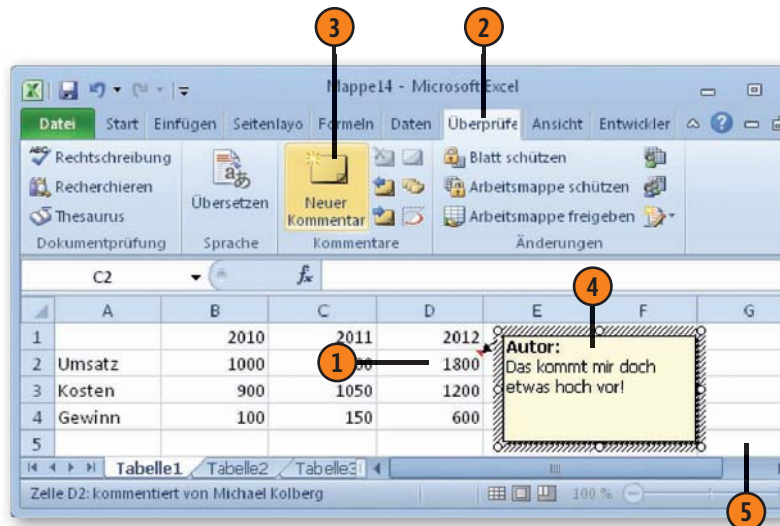 3
2
Mappe14 - Microsoft Excel
Datei Start Einfügen Seitenlayo Formeln Daten Überprüfe Ansicht Entwickler
Rechtschreibung
Recherchieren
Thesaurus
Dokumentprüfung
Übersetzen
Sprache
Neuer
Kommentar
Kommentare
Blatt schützen
Arbeitsmappe schützen
Arbeitsmappe freigeben
Änderungen
C2 fx
4
A B C D E F G
1 2010 2011 2012
2 Umsatz 1000 1800
3 Kosten 900 1050 1200
4 Gewinn 100 150 600
5
1
Autor:
Das kommt mir doch
etwas hoch vor!
Tabelle1 Tabelle2 Tabelle3
Zelle D2: kommentiert von Michael Kolberg 100 %
5